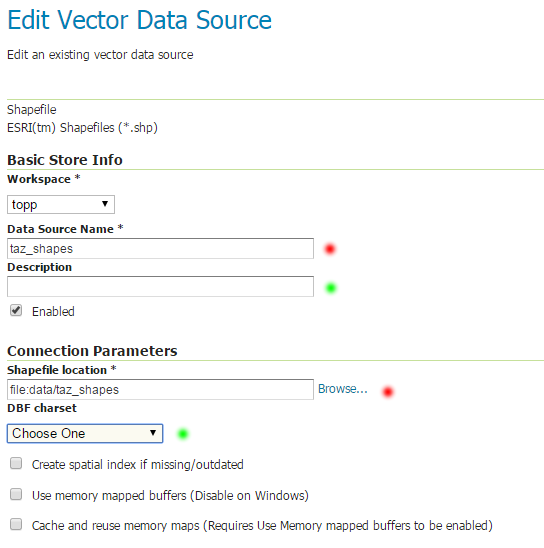 Edit Vector Data Source
Edit an existing vector data source
Shapefile
ESRI(tm) Shapefiles (*.shp)
Basic Store Info
Workspace *
topp
Data Source Name *
taz_shapes
Description
Enabled
Connection Parameters
Shapefile location *
file:data/taz_shapes Browse...
DBF charset
Choose One
Create spatial index if missing/outdated
Use memory mapped buffers (Disable on Windows)
Cache and reuse memory maps (Requires Use Memory mapped buffers to be enabled)